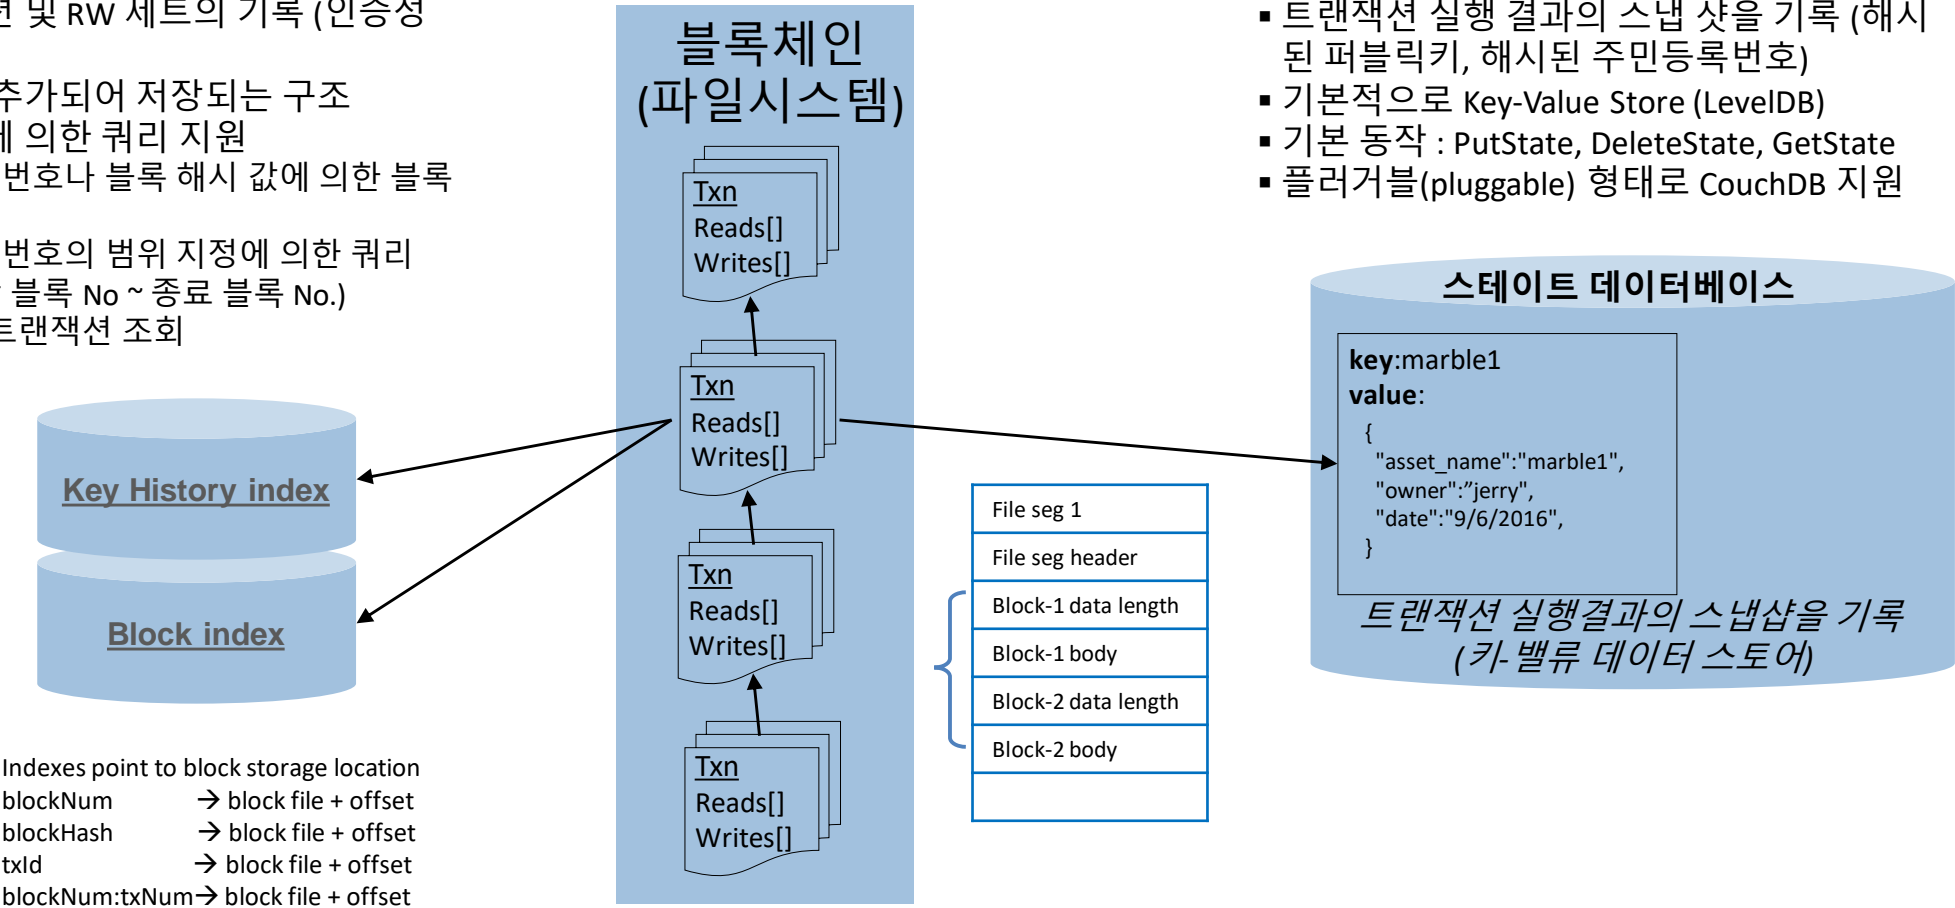 및 RW 세트의 기록 (인증성
추가되어 저장되는 구조
의한 쿼리 지원
번호나 블록 해시 값에 의한 블록
번호의 범위 지정에 의한 쿼리
블록 No ~ 종료 블록 No.)
트랜잭션 조회
Key History index
Block index
Indexes point to block storage location
blockNum → block file + offset
blockHash → block file + offset
txId → block file + offset
blockNum:txNum→ block file + offset
블록체인
(파일시스템)
Txn
Reads[]
Writes[]
Txn
Reads[]
Writes[]
Txn
Reads[]
Writes[]
Txn
Reads[]
Writes[]
File seg 1
File seg header
Block-1 data length
Block-1 body
Block-2 data length
Block-2 body
▪ 트랜잭션 실행 결과의 스냅 샷을 기록 (해시
된 퍼블릭키, 해시된 주민등록번호)
▪ 기본적으로 Key-Value Store (LevelDB)
▪ 기본 동작 : PutState, DeleteState, GetState
▪ 플러거블(pluggable) 형태로 CouchDB 지원
스테이트 데이터베이스
key:marble1
value:
{
"asset_name":"marble1",
"owner":”jerry",
"date":"9/6/2016",
}
트랜잭션 실행결과의 스냅샵을 기록
(키-밸류 데이터 스토어)